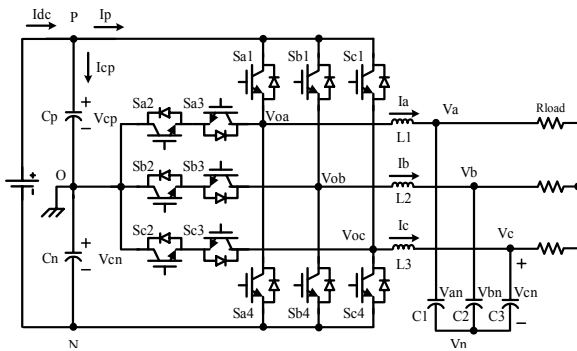 Idc P Ip
Sa1 Sb1 Sc1
Icp
Sa2 Sa3
Cp + Vcp −
Voa
Ia
L1
Va
Rload
+
-
O
Sb2 Sb3
Vob
Ib
L2
Vb
Sc2 Sc3
Voc
Ic
L3
Vc
Cn + Vcn −
+
Sa4 Sb4 Sc4
Van Vbn Vcn
C1 C2 C3 −
N
Vn